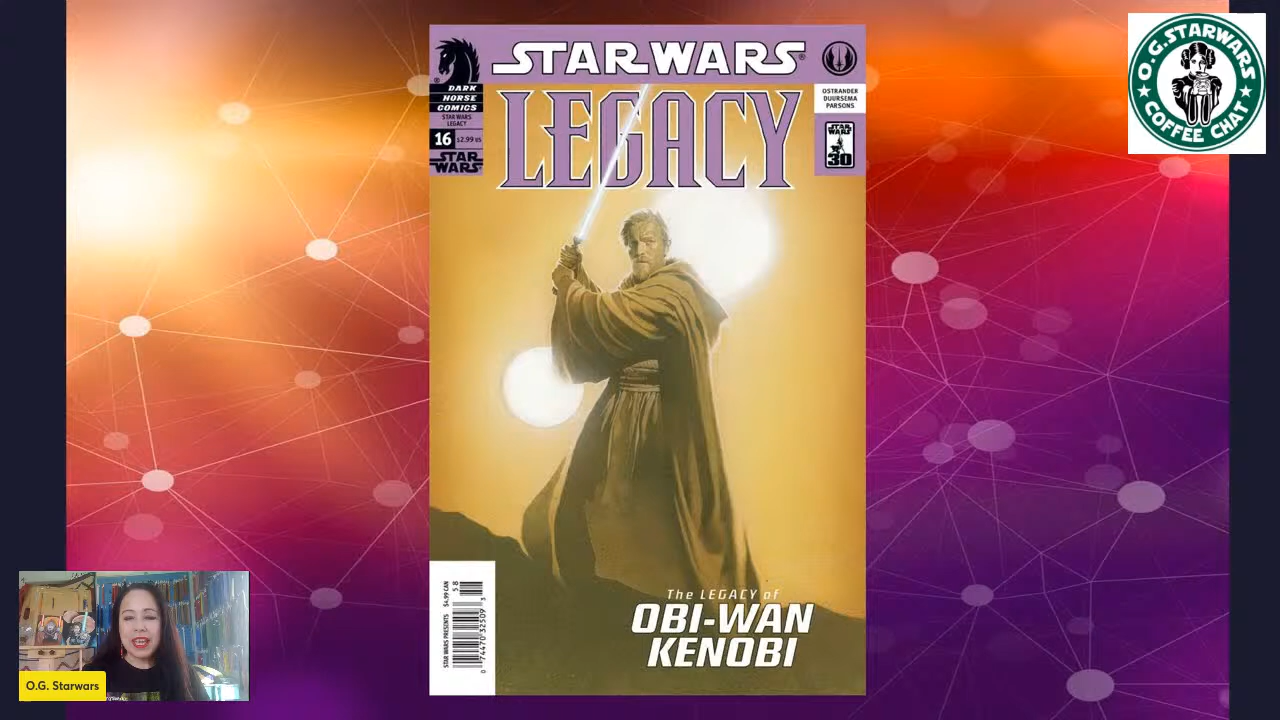 STAR WARS®
LEGACY
DARK
HORSE
COMICS
®
STAR WARS
LEGACY
16 $2.99 US
STAR
WARS
OSTRANDER
DUURSEMA
PARSONS
STAR
WARS
30
The LEGACY of
OBI-WAN
KENOBI
STAR WARS PRESENTS $4.99 CAN
58
O.G. STARWARS
COFFEE CHAT
O.G. Starwars